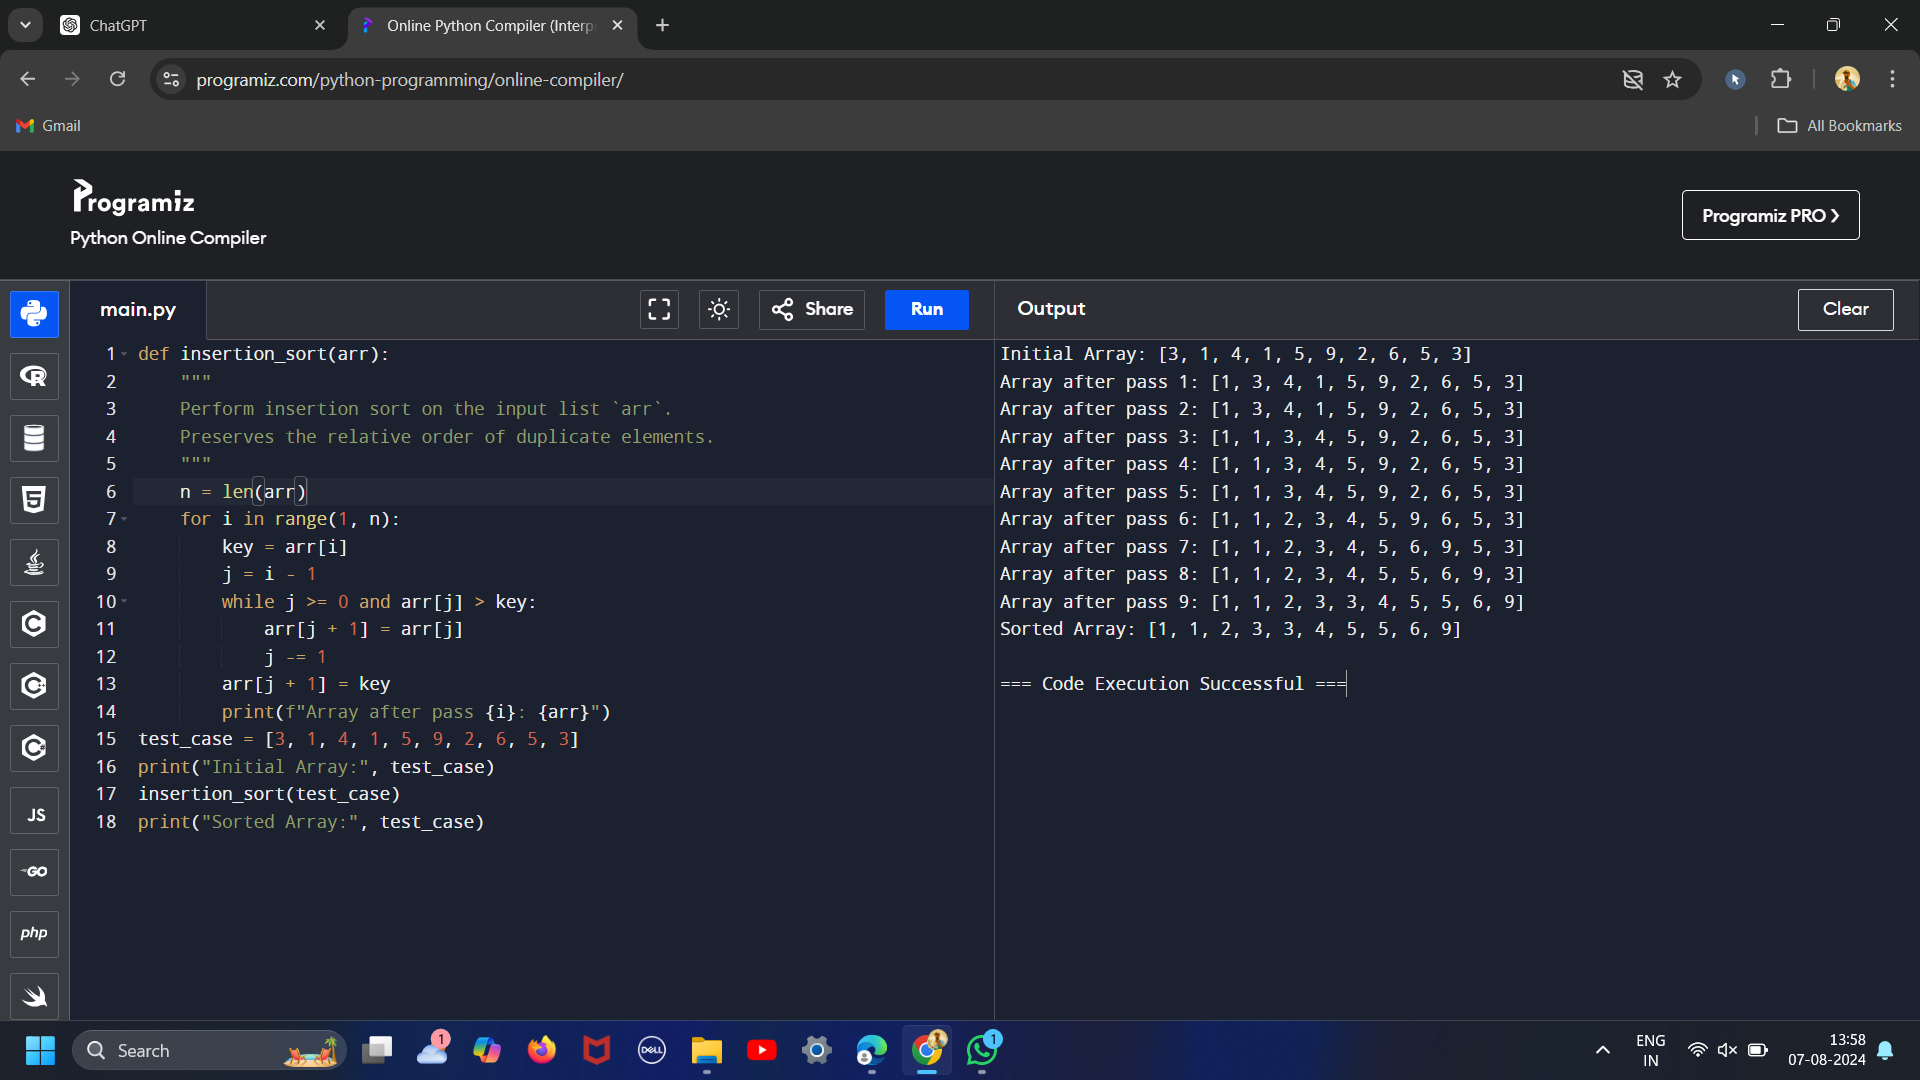 ChatGPT
Online Python Compiler (Interp
programiz.com/python-programming/online-compiler/
Gmail
All Bookmarks
Programiz
Python Online Compiler
Programiz PRO ❯
main.py
Share
Run
Output
Clear
1 def insertion_sort(arr):
2     """
3     Perform insertion sort on the input list `arr`.
4     Preserves the relative order of duplicate elements.
5     """
6     n = len(arr)
7     for i in range(1, n):
8         key = arr[i]
9         j = i - 1
10         while j >= 0 and arr[j] > key:
11             arr[j + 1] = arr[j]
12             j -= 1
13         arr[j + 1] = key
14         print(f"Array after pass {i}: {arr}")
15 test_case = [3, 1, 4, 1, 5, 9, 2, 6, 5, 3]
16 print("Initial Array:", test_case)
17 insertion_sort(test_case)
18 print("Sorted Array:", test_case)
Initial Array: [3, 1, 4, 1, 5, 9, 2, 6, 5, 3]
Array after pass 1: [1, 3, 4, 1, 5, 9, 2, 6, 5, 3]
Array after pass 2: [1, 3, 4, 1, 5, 9, 2, 6, 5, 3]
Array after pass 3: [1, 1, 3, 4, 5, 9, 2, 6, 5, 3]
Array after pass 4: [1, 1, 3, 4, 5, 9, 2, 6, 5, 3]
Array after pass 5: [1, 1, 3, 4, 5, 9, 2, 6, 5, 3]
Array after pass 6: [1, 1, 2, 3, 4, 5, 9, 6, 5, 3]
Array after pass 7: [1, 1, 2, 3, 4, 5, 6, 9, 5, 3]
Array after pass 8: [1, 1, 2, 3, 4, 5, 5, 6, 9, 3]
Array after pass 9: [1, 1, 2, 3, 3, 4, 5, 5, 6, 9]
Sorted Array: [1, 1, 2, 3, 3, 4, 5, 5, 6, 9]
=== Code Execution Successful ===
R
5
C
C
C
JS
GO
php
Search
1
DELL
1
ENG
IN
13:58
07-08-2024